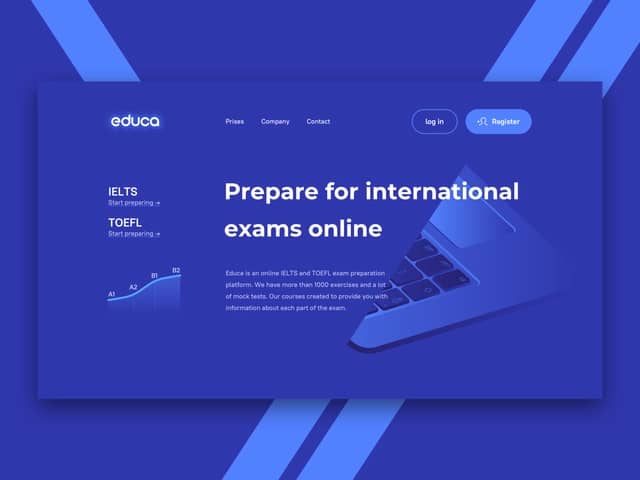 educa
Prises
Company
Contact
log in
Register
IELTS
Start preparing →
TOEFL
Start preparing →
A1
A2
B1
B2
Prepare for international
exams online
Educe is an online IELTS and TOEFL exam preparation
platform. We have more than 1000 exercises and a lot
of mock tests. Our courses created to provide you with
information about each part of the exam.